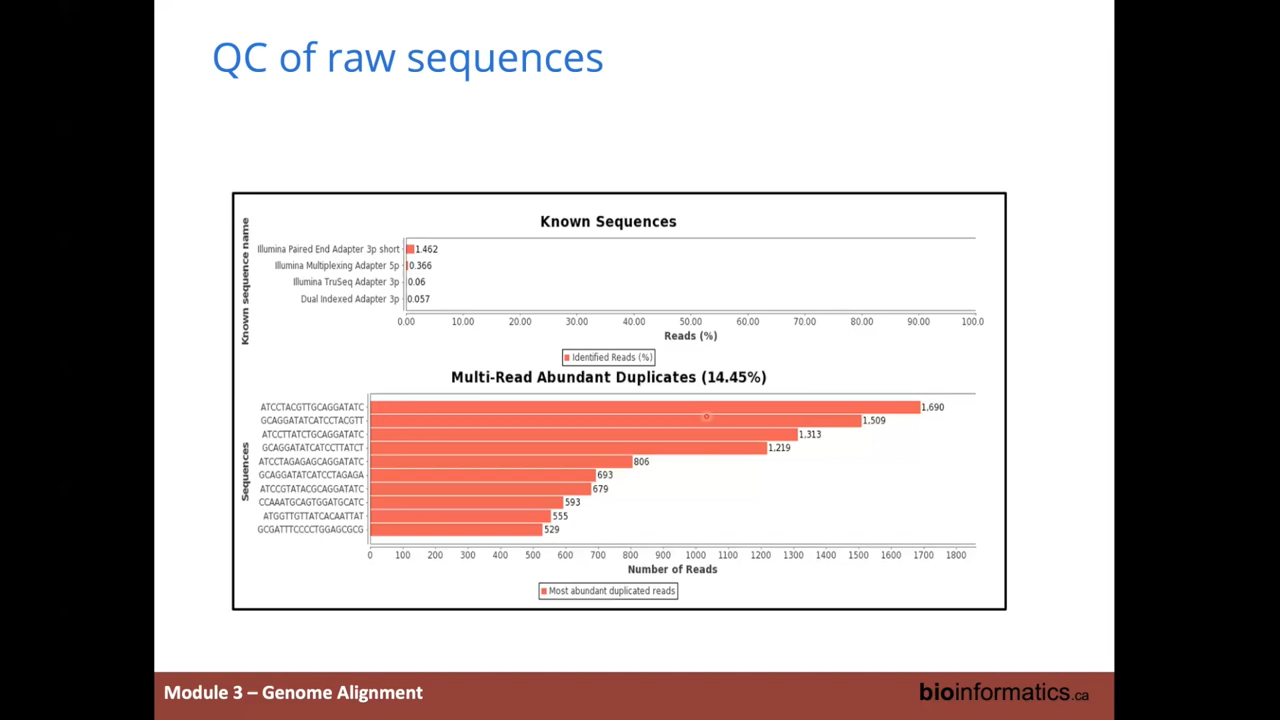 QC of raw sequences
Known Sequences
Known sequence name
Illumina Paired End Adapter 3p short 1.462
Illumina Multiplexing Adapter 5p 0.366
Illumina TruSeq Adapter 3p 0.06
Dual Indexed Adapter 3p 0.057
0.00 10.00 20.00 30.00 40.00 50.00 60.00 70.00 80.00 90.00 100.0
Reads (%)
Identified Reads (%)
Multi-Read Abundant Duplicates (14.45%)
Sequences
ATCCTACGTTGCAGGATATC 1,690
GCAGGATATCATCCTACGTT 1,509
ATCCTTATCTGCAGGATATC 1,313
GCAGGATATCATCCTTATCT 1,219
ATCCTAGAGAGCAGGATATC 806
GCAGGATATCATCCTAGAGA 693
ATCCGTATACGCAGGATATC 679
CCAAATGCAGTGGATGCATC 593
ATGGTTGTTATCACAATTAT 555
GCGATTTCCCCTGGAGCGCG 529
0 100 200 300 400 500 600 700 800 900 1000 1100 1200 1300 1400 1500 1600 1700 1800
Number of Reads
Most abundant duplicated reads
Module 3 – Genome Alignment
bioinformatics.ca